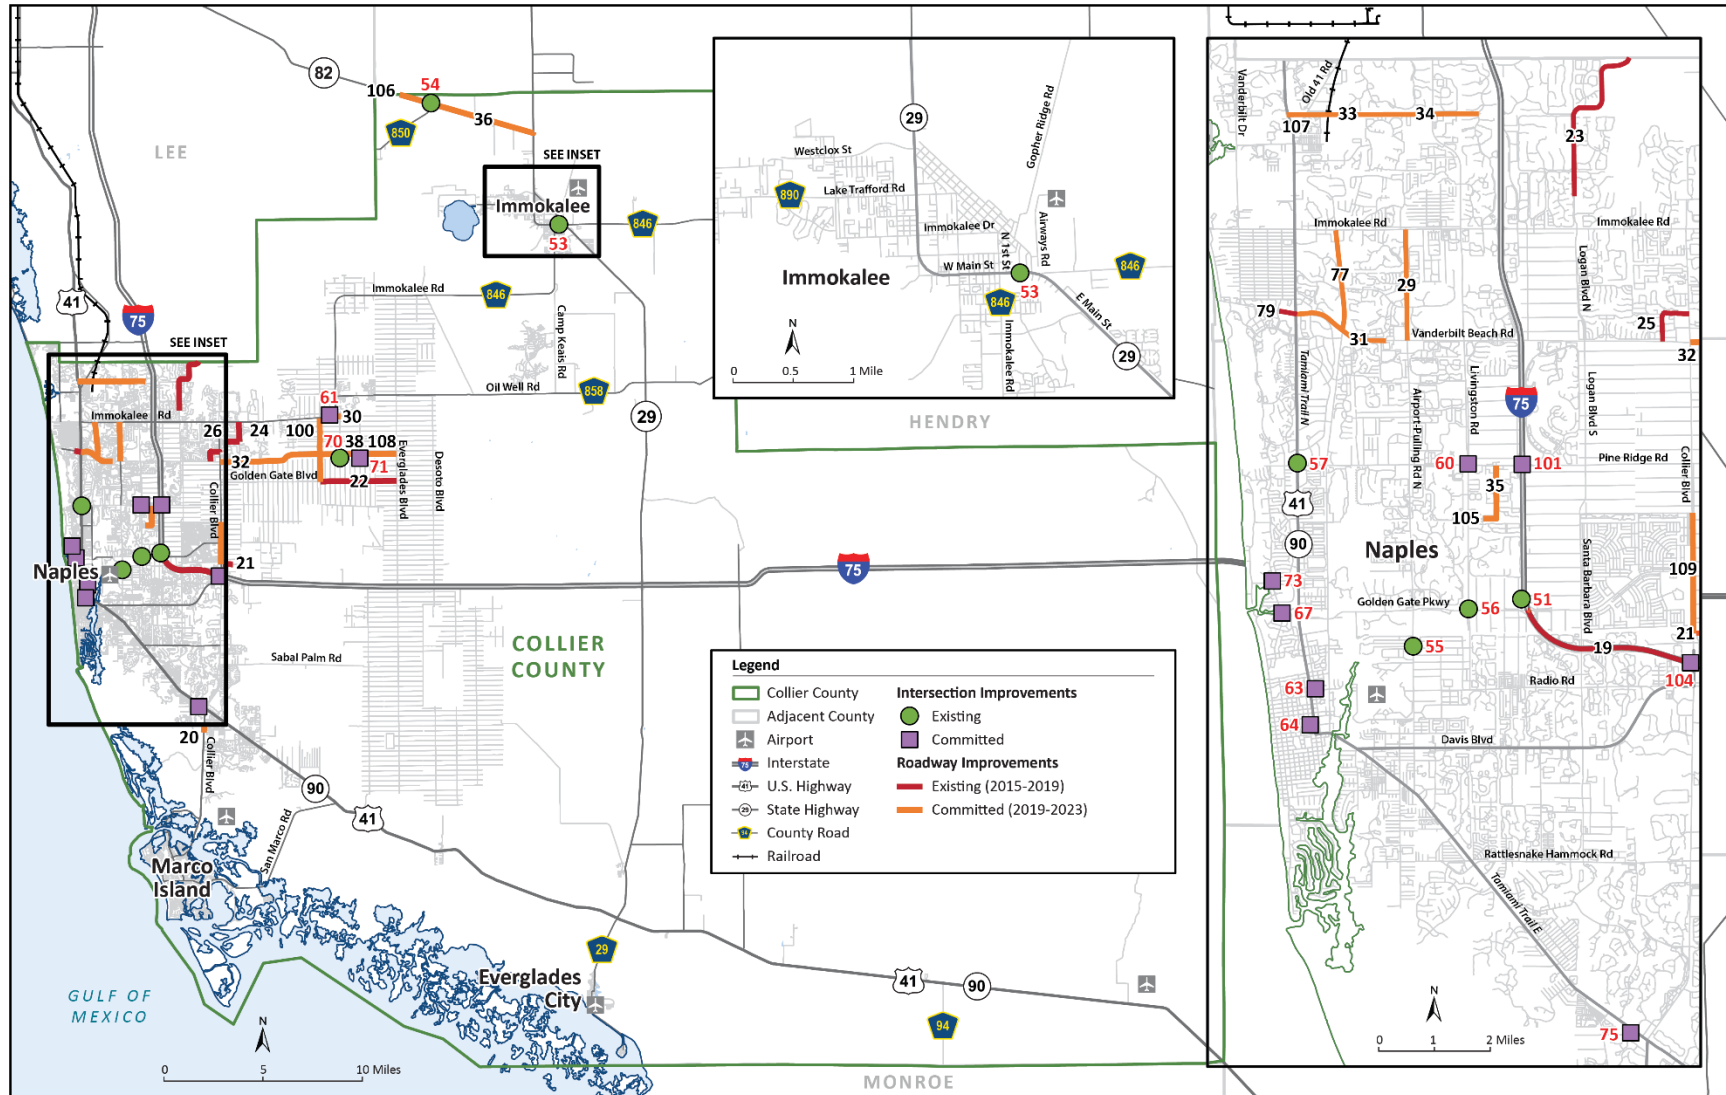 82
106
54
36
850
LEE
SEE INSET
Immokalee
846
53
41
75
Immokalee Rd
846
Camp Keais Rd
SEE INSET
Oil Well Rd
858
29
61
30
Immokalee Rd
26
24
100
70
38
108
71
32
Golden Gate Blvd
22
Everglades Blvd
Desoto Blvd
Collier Blvd
21
Naples
75
COLLIER
COUNTY
Sabal Palm Rd
20
Collier Blvd
90
41
San Marco Rd
Marco
Island
29
Everglades
City
GULF OF
MEXICO
N
0 5 10 Miles
41
90
94
MONROE
HENDRY
29
Gopher Ridge Rd
Westclox St
890
Lake Trafford Rd
Immokalee Dr
N 1st St
Airways Rd
W Main St
846
Immokalee
53
846
E Main St
Immokalee Rd
29
N
0 0.5 1 Mile
Legend
Collier County
Adjacent County
Airport
75
Interstate
41
U.S. Highway
29
State Highway
County Road
Railroad
Intersection Improvements
Existing
Committed
Roadway Improvements
Existing (2015-2019)
Committed (2019-2023)
Vanderbilt Dr
Old 41 Rd
107
33
34
23
Immokalee Rd
Immokalee Rd
77
29
Logan Blvd N
79
31
Vanderbilt Beach Rd
25
32
Tamiami Trail N
Livingston Rd
Airport-Pulling Rd N
75
Logan Blvd S
Collier Blvd
57
60
101
Pine Ridge Rd
35
41
105
90
Naples
Santa Barbara Blvd
109
73
Golden Gate Pkwy
56
51
67
55
21
19
104
Radio Rd
63
64
Davis Blvd
Rattlesnake Hammock Rd
Tamiami Trail E
N
0 1 2 Miles
75